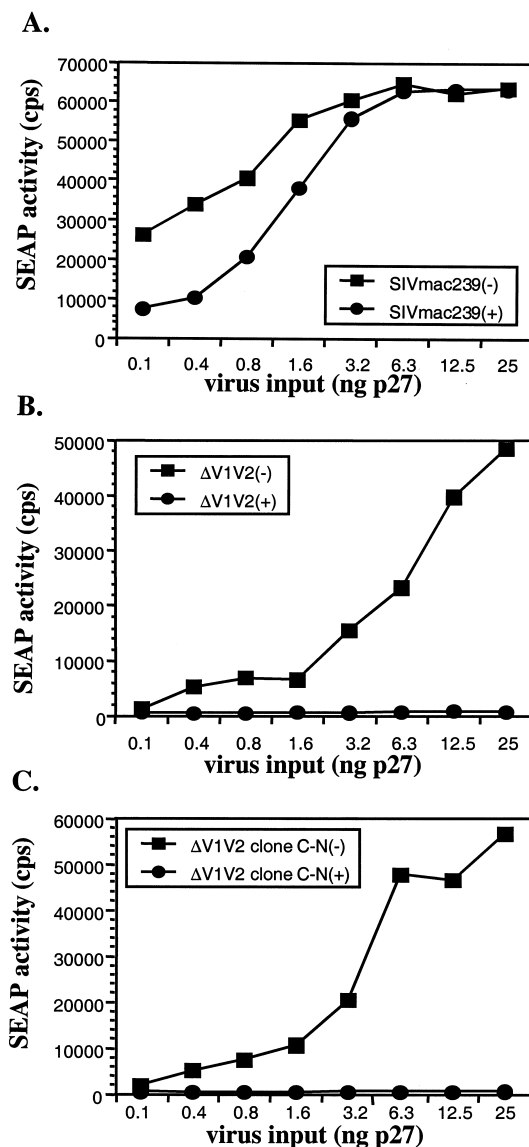 A.
SEAP activity (cps)
70000
60000
50000
40000
30000
20000
10000
0
SIVmac239(-)
SIVmac239(+)
0.1 0.4 0.8 1.6 3.2 6.3 12.5 25
virus input (ng p27)
B.
SEAP activity (cps)
50000
40000
30000
20000
10000
0
ΔV1V2(-)
ΔV1V2(+)
0.1 0.4 0.8 1.6 3.2 6.3 12.5 25
virus input (ng p27)
C.
SEAP activity (cps)
60000
50000
40000
30000
20000
10000
0
ΔV1V2 clone C-N(-)
ΔV1V2 clone C-N(+)
0.1 0.4 0.8 1.6 3.2 6.3 12.5 25
virus input (ng p27)